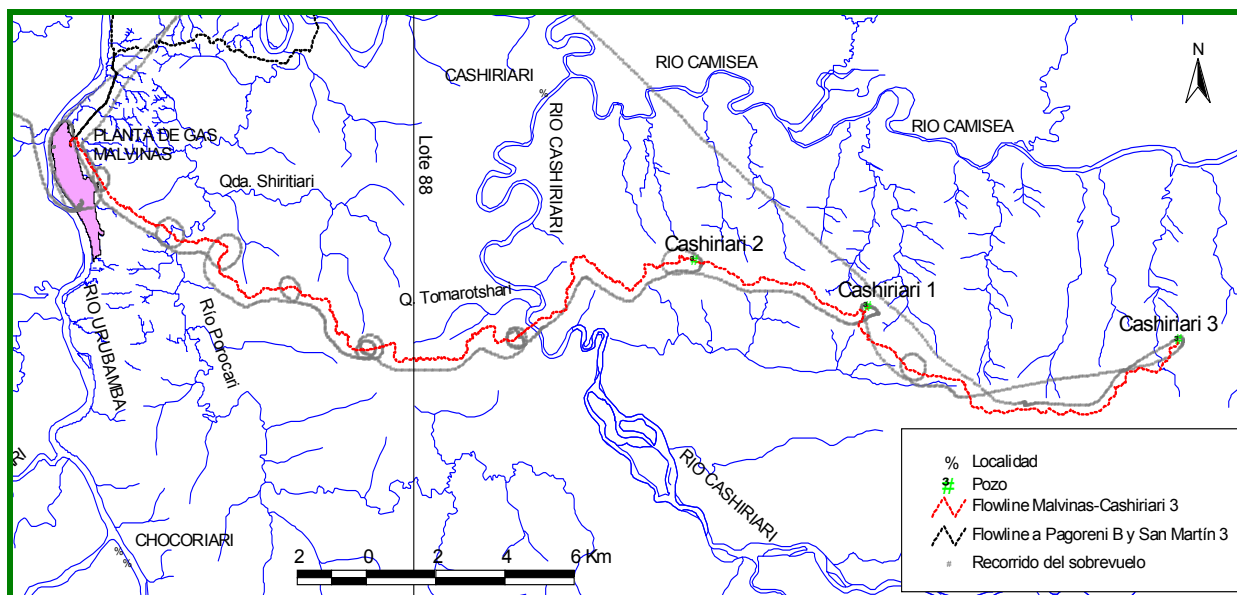 N
RIO CAMISEA
CASHIRIARI
%
RIO CASHIRIARI
RIO CAMISEA
PLANTA DE GAS
MALVINAS
Lote 88
Qda. Shiritiari
Cashiriari 2
Q. Tomarotshari
Cashiriari 1
RIO URUBAMBA
Río Porocari
Cashiriari 3
RIO CASHIRIARI
ARI
CHOCORIARI
%
%
2 0 2 4 6 Km
% Localidad
Pozo
Flowline Malvinas-Cashiriari 3
Flowline a Pagoreni B y San Martín 3
Recorrido del sobrevuelo